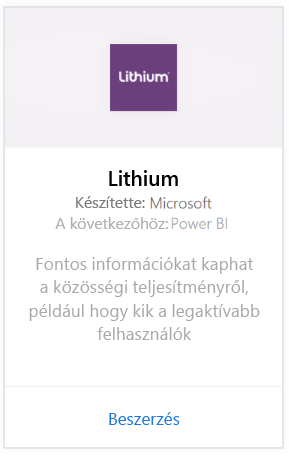 Lithium
Lithium
Készítette: Microsoft
A következőhöz: Power BI
Fontos információkat kaphat
a közösségi teljesítményről,
például hogy kik a legaktívabb
felhasználók
Beszerzés